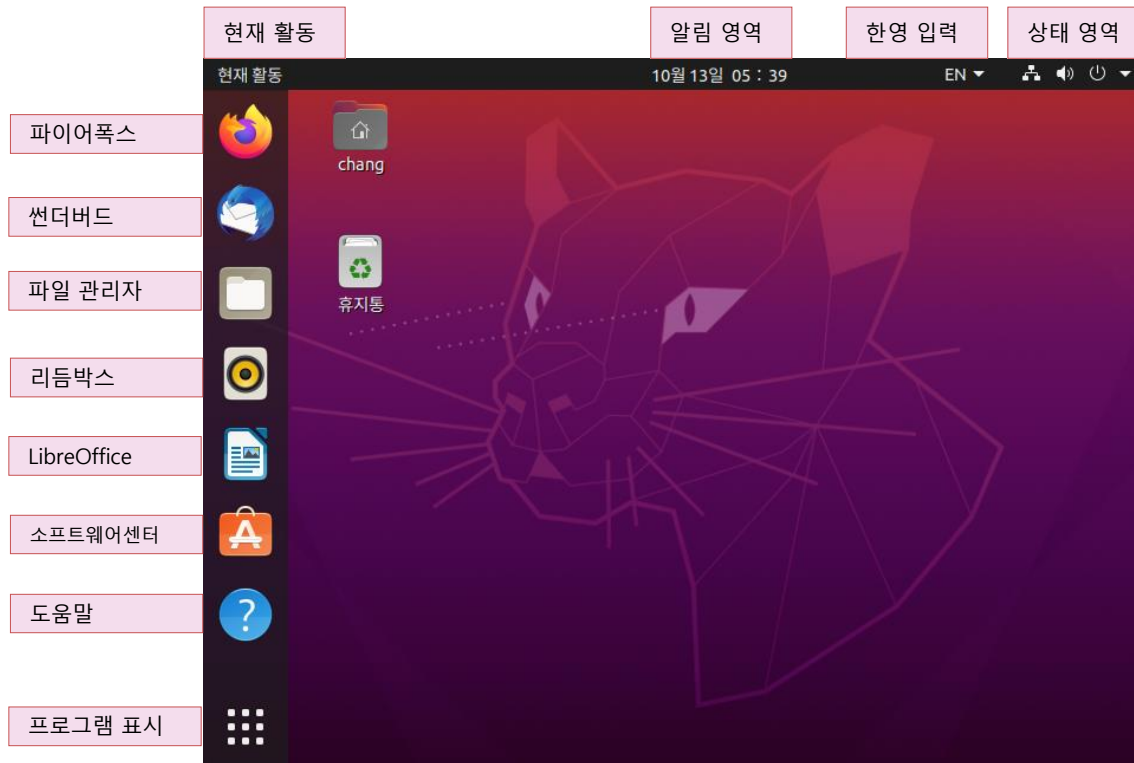 현재 활동
알림 영역
한영 입력
상태 영역
현재 활동
10월 13일 05 : 39
EN
파이어폭스
chang
썬더버드
파일 관리자
휴지통
리듬박스
LibreOffice
소프트웨어센터
도움말
프로그램 표시